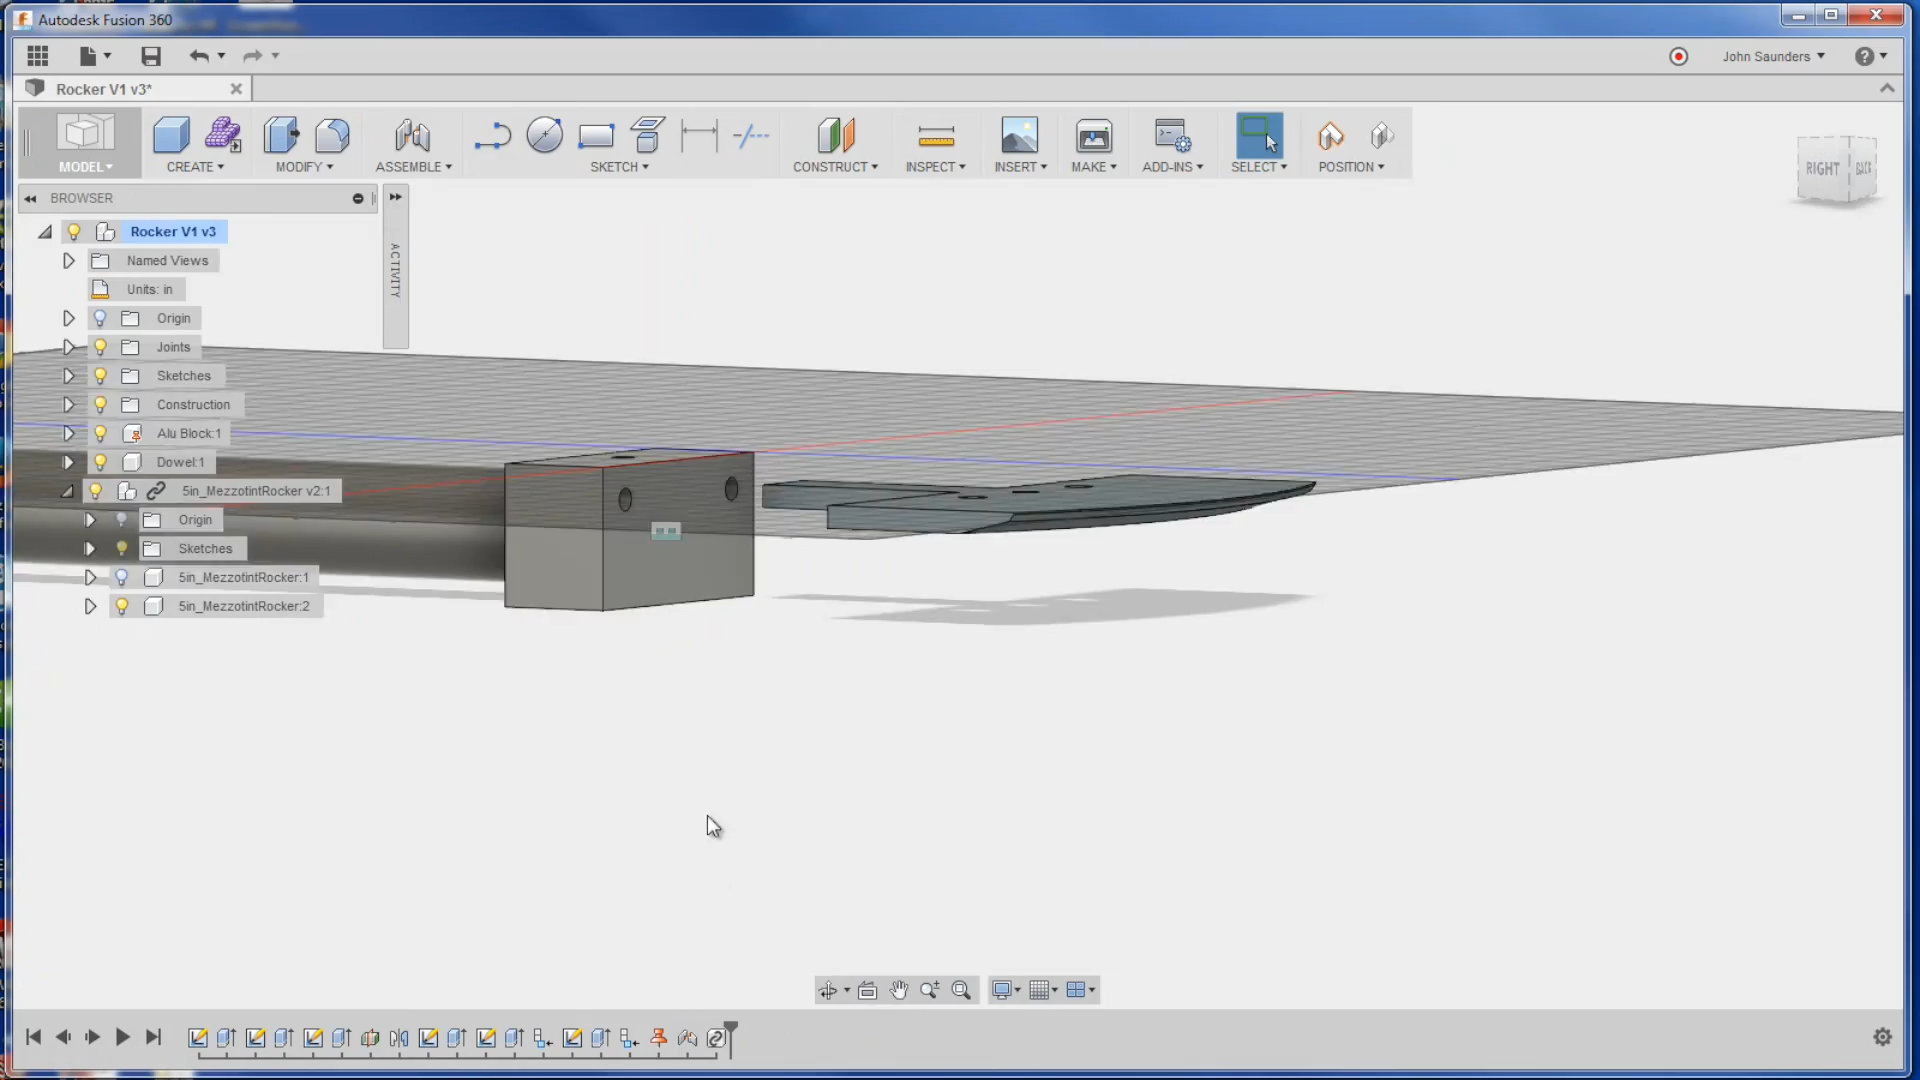 Autodesk Fusion 360
John Saunders
Rocker V1 v3*
MODEL
CREATE
MODIFY
ASSEMBLE
SKETCH
CONSTRUCT
INSPECT
INSERT
MAKE
ADD-INS
SELECT
POSITION
RIGHT
BACK
BROWSER
ACTIVITY
Rocker V1 v3
Named Views
Units: in
Origin
Joints
Sketches
Construction
Alu Block:1
Dowel:1
5in_MezzotintRocker v2:1
Origin
Sketches
5in_MezzotintRocker:1
5in_MezzotintRocker:2